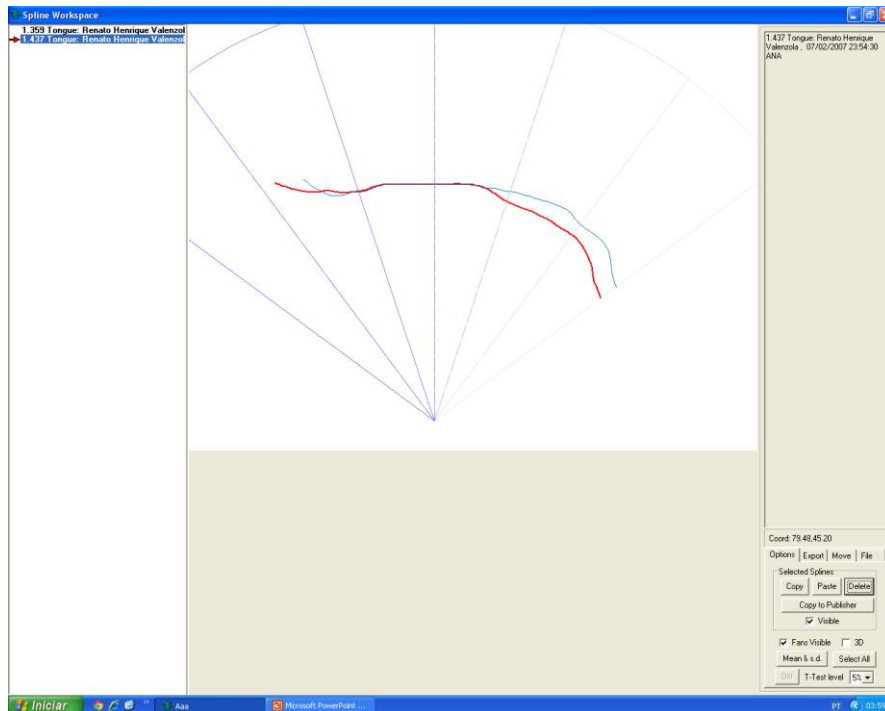 Spline Workspace
1.359 Tongue: Renato Henrique Valenzol
1.437 Tongue: Renato Henrique Valenzol
1.437 Tongue: Renato Henrique
Valenzola , 07/02/2007 23:54:30
ANA
Coord: 79.48,45.20
Options Export Move File
Selected Splines
Copy Paste Delete
Copy to Publisher
Visible
Fans Visible 3D
Mean & s.d. Select All
Diff T-Test level 5%
Iniciar Aaa Microsoft PowerPoint ... PT 03:59